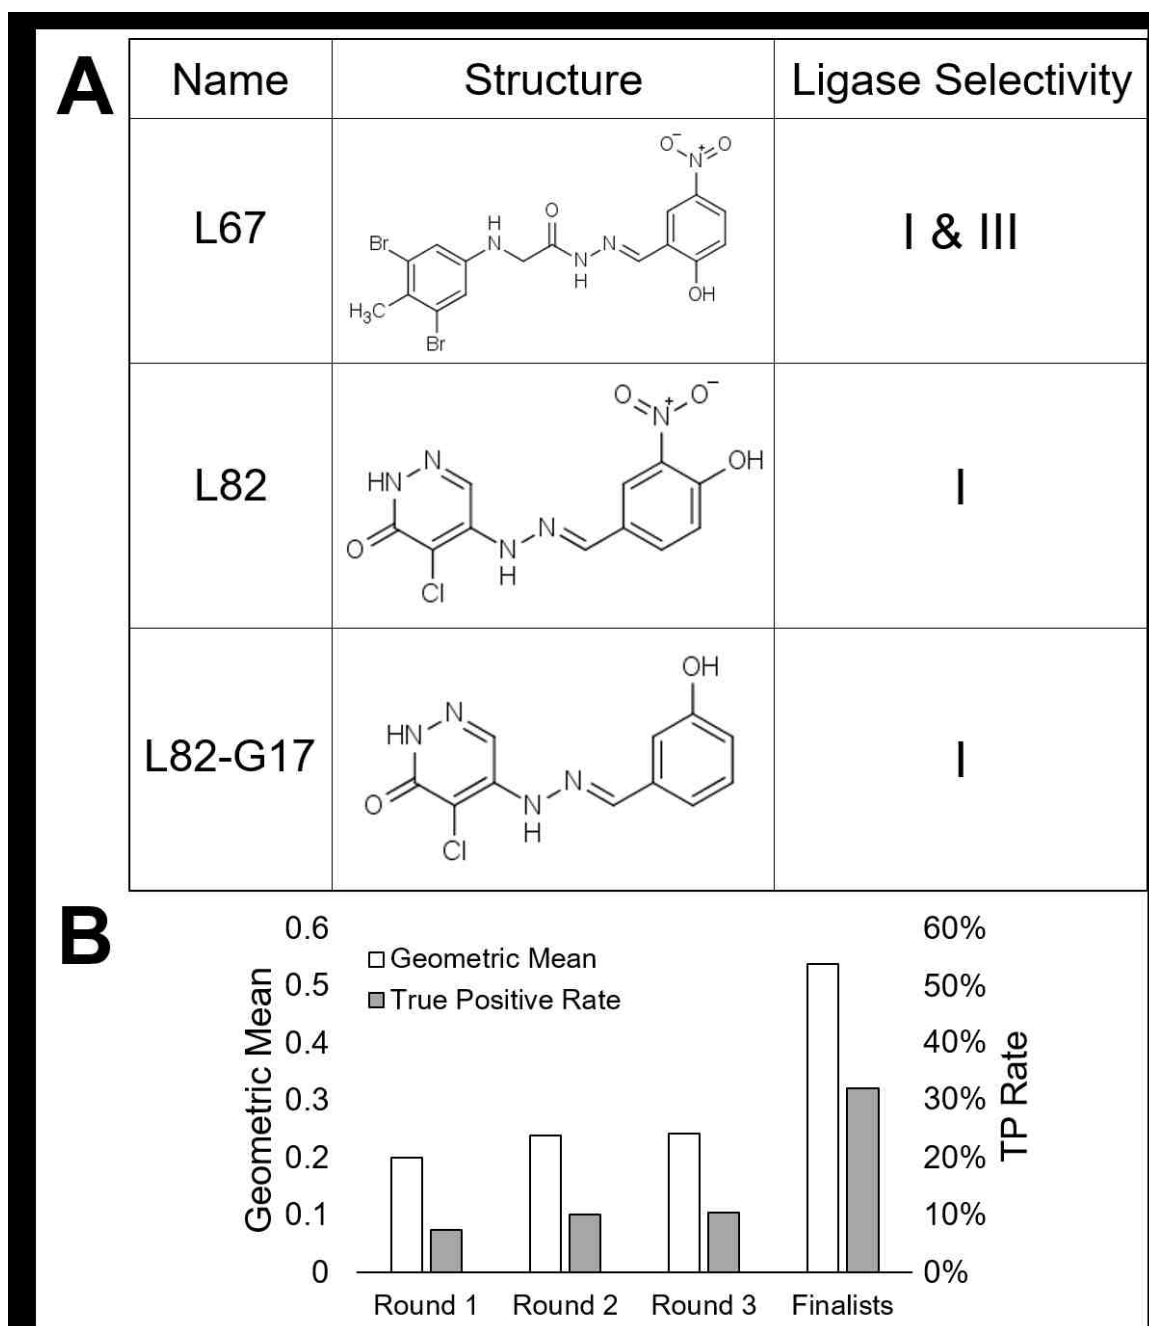 A
Name Structure Ligase Selectivity
L67
O⁻ N⁺ O
H
N
O
Br
N
H
N
H₃C
OH
Br
I & III
L82
O N⁺ O⁻
OH
N
HN
N
O
N
H
Cl
I
L82-G17
OH
N
HN
N
O
N
H
Cl
I
B
Geometric Mean
0.6
0.5
0.4
0.3
0.2
0.1
0
Geometric Mean
True Positive Rate
60%
50%
40%
30%
20%
10%
0%
TP Rate
Round 1 Round 2 Round 3 Finalists